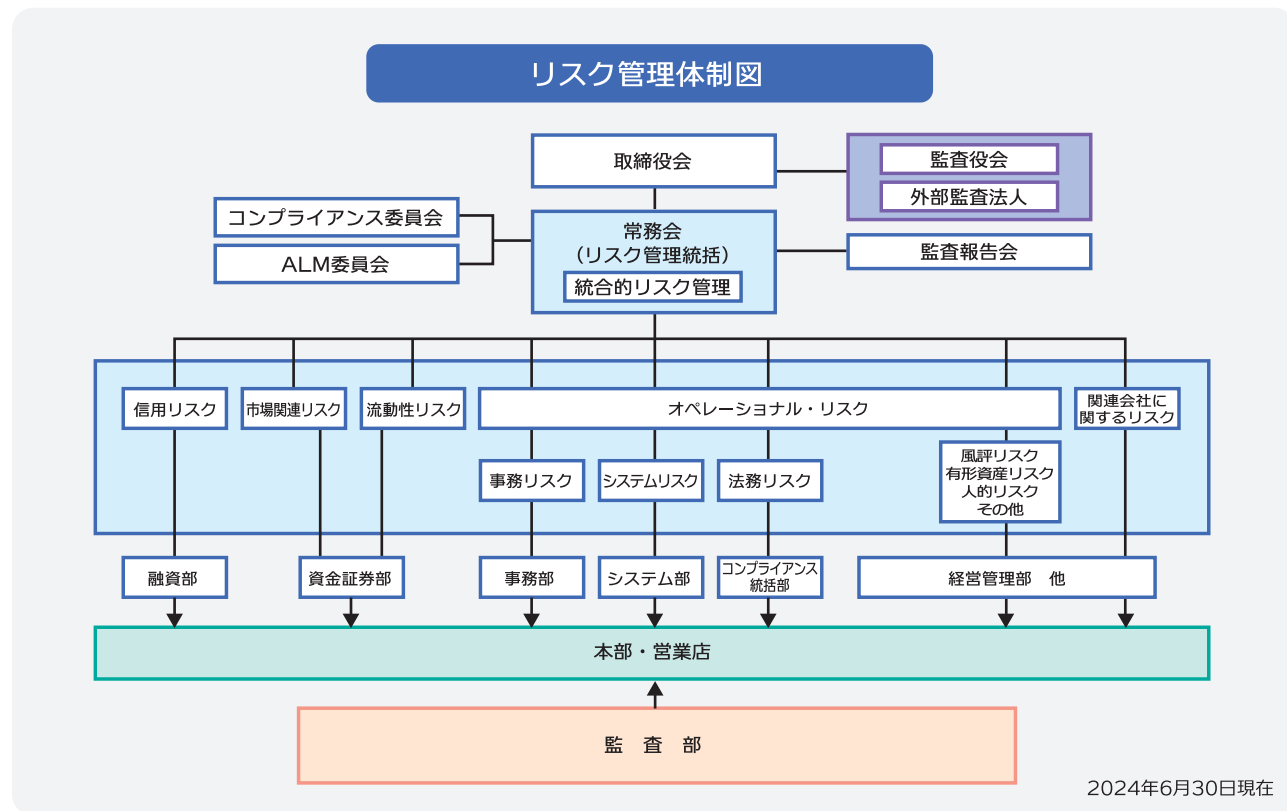 リスク管理体制図
取締役会
監査役会
外部監査法人
コンプライアンス委員会
ALM委員会
常務会
(リスク管理統括)
統合的リスク管理
監査報告会
信用リスク
市場関連リスク
流動性リスク
オペレーショナル・リスク
関連会社に
関するリスク
事務リスク
システムリスク
法務リスク
風評リスク
有形資産リスク
人的リスク
その他
融資部
資金証券部
事務部
システム部
コンプライアンス
統括部
経営管理部　他
本部・営業店
監　査　部
2024年6月30日現在